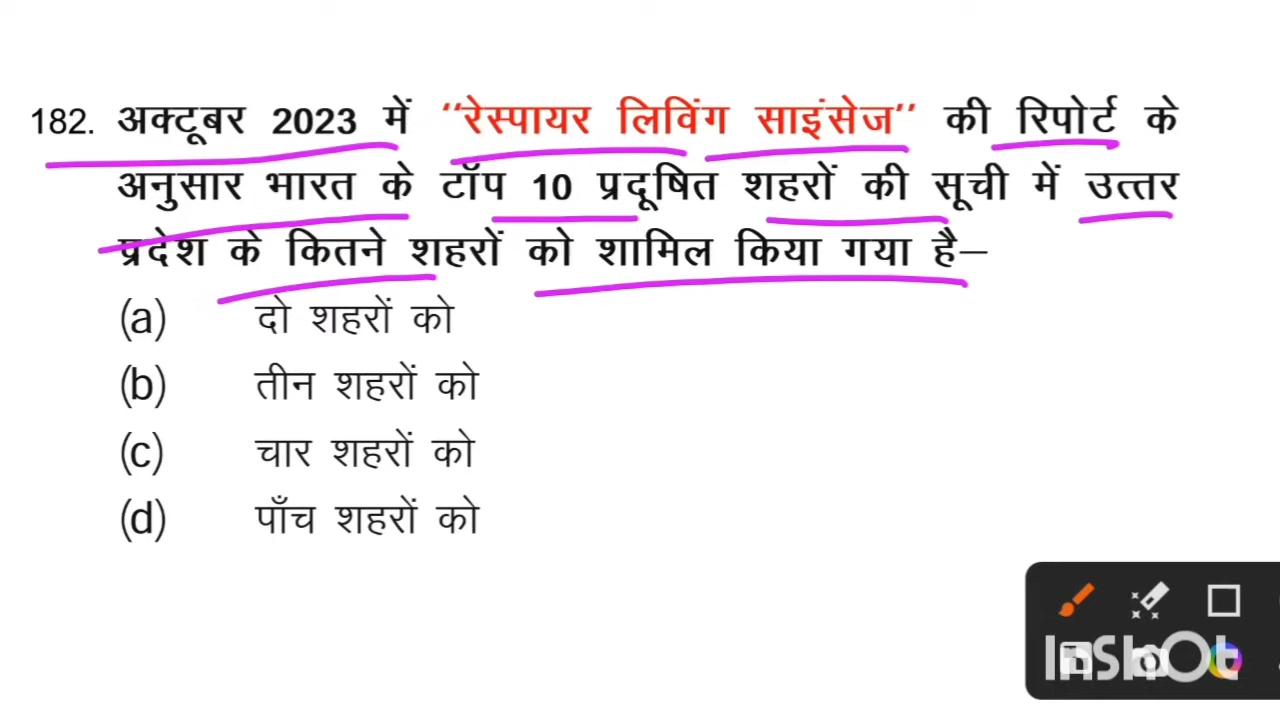 182. अक्टूबर 2023 में ‘‘रेस्पायर लिविंग साइंसेज’’ की रिपोर्ट के
अनुसार भारत के टॉप 10 प्रदूषित शहरों की सूची में उत्तर
प्रदेश के कितने शहरों को शामिल किया गया है–
(a) दो शहरों को
(b) तीन शहरों को
(c) चार शहरों को
(d) पाँच शहरों को
InShOt